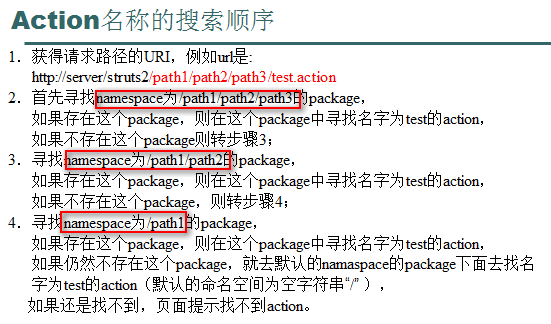 Action名称的搜索顺序
1. 获得请求路径的URI，例如url是:
http://server/struts2/path1/path2/path3/test.action
2. 首先寻找namespace为/path1/path2/path3的package，
如果存在这个package，则在这个package中寻找名字为test的action，
如果不存在这个package则转步骤3；
3. 寻找namespace为/path1/path2的package，
如果存在这个package，则在这个package中寻找名字为test的action，
如果不存在这个package，则转步骤4；
4. 寻找namespace为/path1的package，
如果存在这个package，则在这个package中寻找名字为test的action，
如果仍然不存在这个package，就去默认的namaspace的package下面去找名
字为test的action（默认的命名空间为空字符串“/” ），
如果还是找不到，页面提示找不到action。